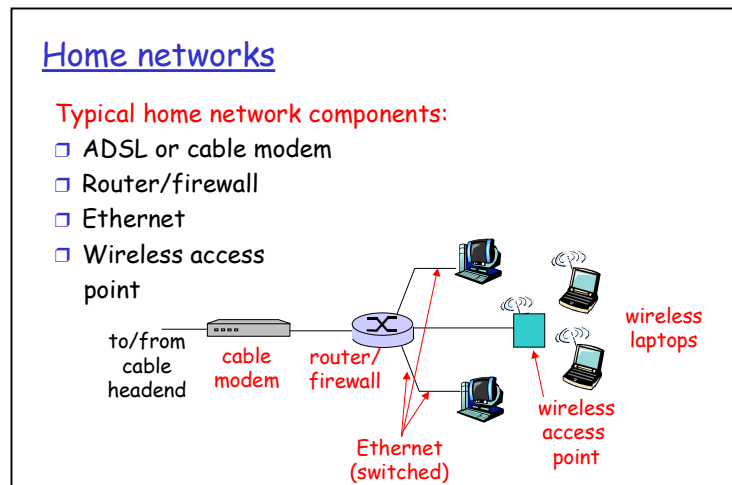 Home networks
Typical home network components:
❒ ADSL or cable modem
❒ Router/firewall
❒ Ethernet
❒ Wireless access
point
to/from
cable
headend
cable
modem
router/
firewall
Ethernet
(switched)
wireless
access
point
wireless
laptops